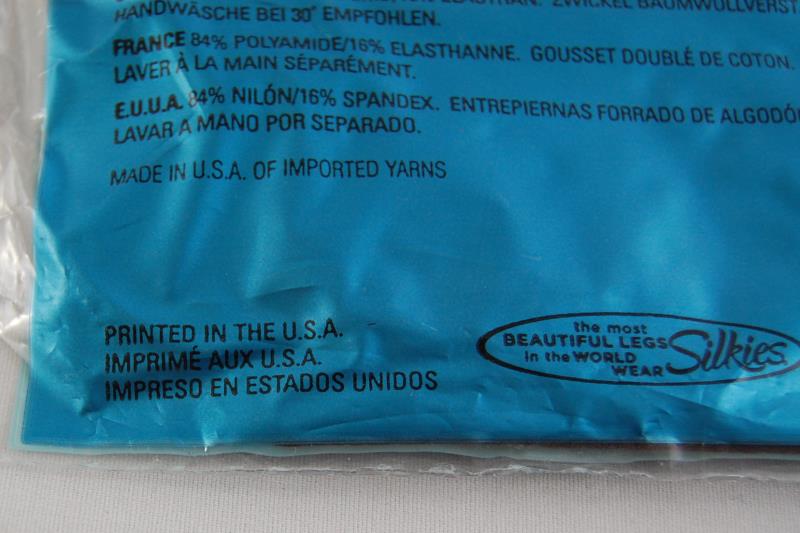 HANDWÄSCHE BEI 30° EMPFOHLEN.
FRANCE 84% POLYAMIDE/16% ELASTHANNE. GOUSSET DOUBLÉ DE COTON.
LAVER À LA MAIN SÉPARÉMENT.
E.U.U.A. 84% NILÓN/16% SPANDEX. ENTREPIERNAS FORRADO DE ALGODÓN
LAVAR A MANO POR SEPARADO.
MADE IN U.S.A. OF IMPORTED YARNS
PRINTED IN THE U.S.A.
IMPRIMÉ AUX U.S.A.
IMPRESO EN ESTADOS UNIDOS
the most
BEAUTIFUL LEGS
in the WORLD
WEAR
Silkies